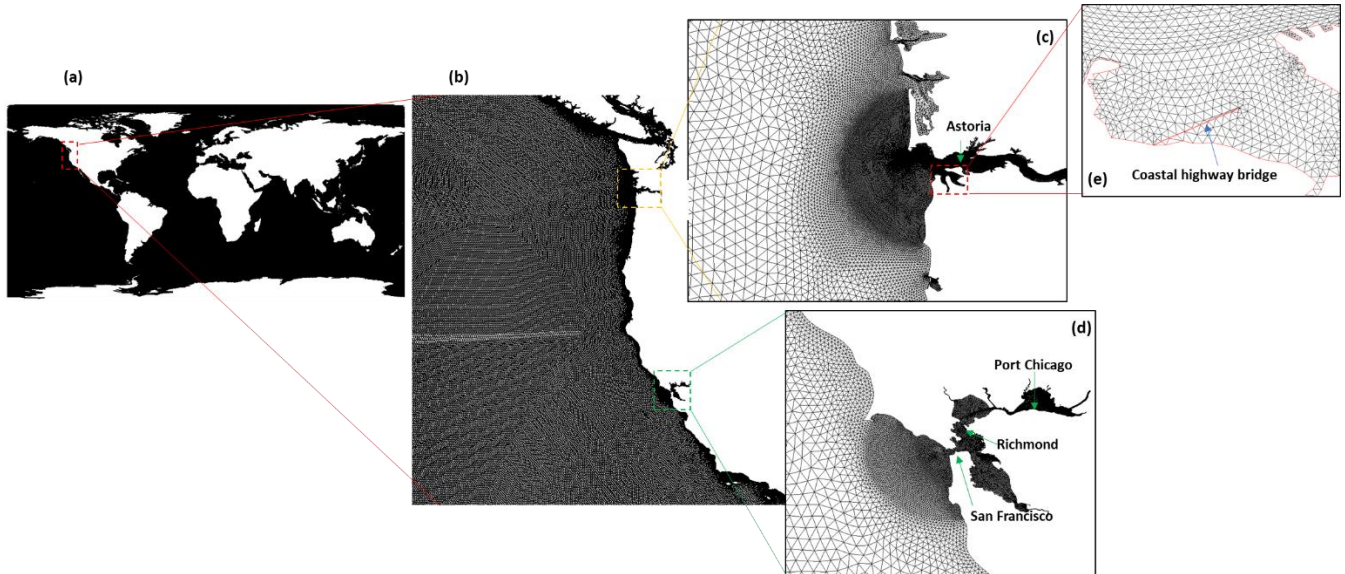 (a)
(b)
(c)
Astoria
(e)
Coastal highway bridge
(d)
Port Chicago
Richmond
San Francisco